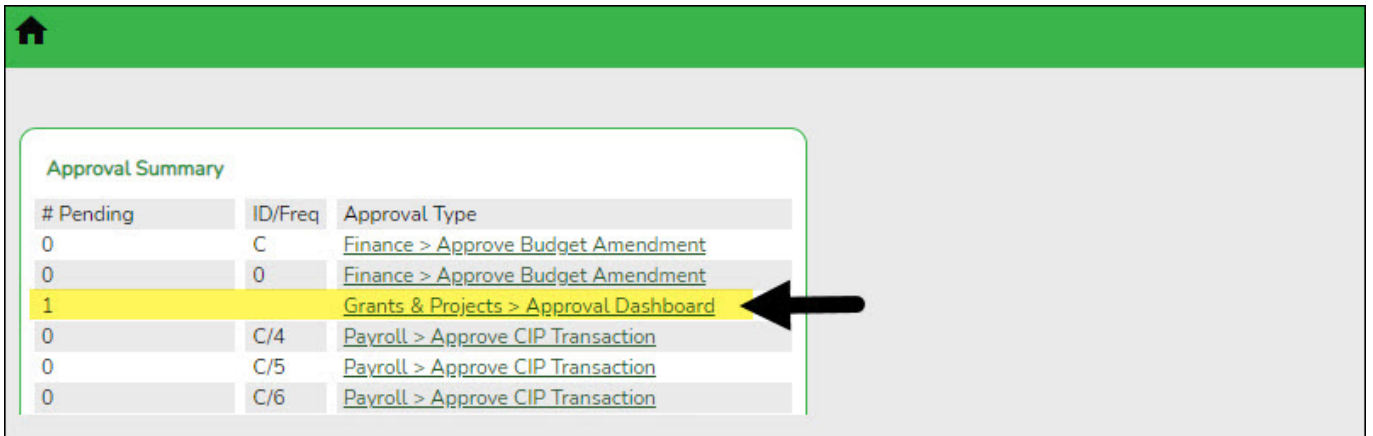 Approval Summary
# Pending ID/Freq Approval Type
0 C Finance > Approve Budget Amendment
0 0 Finance > Approve Budget Amendment
1 Grants & Projects > Approval Dashboard
0 C/4 Payroll > Approve CIP Transaction
0 C/5 Payroll > Approve CIP Transaction
0 C/6 Payroll > Approve CIP Transaction